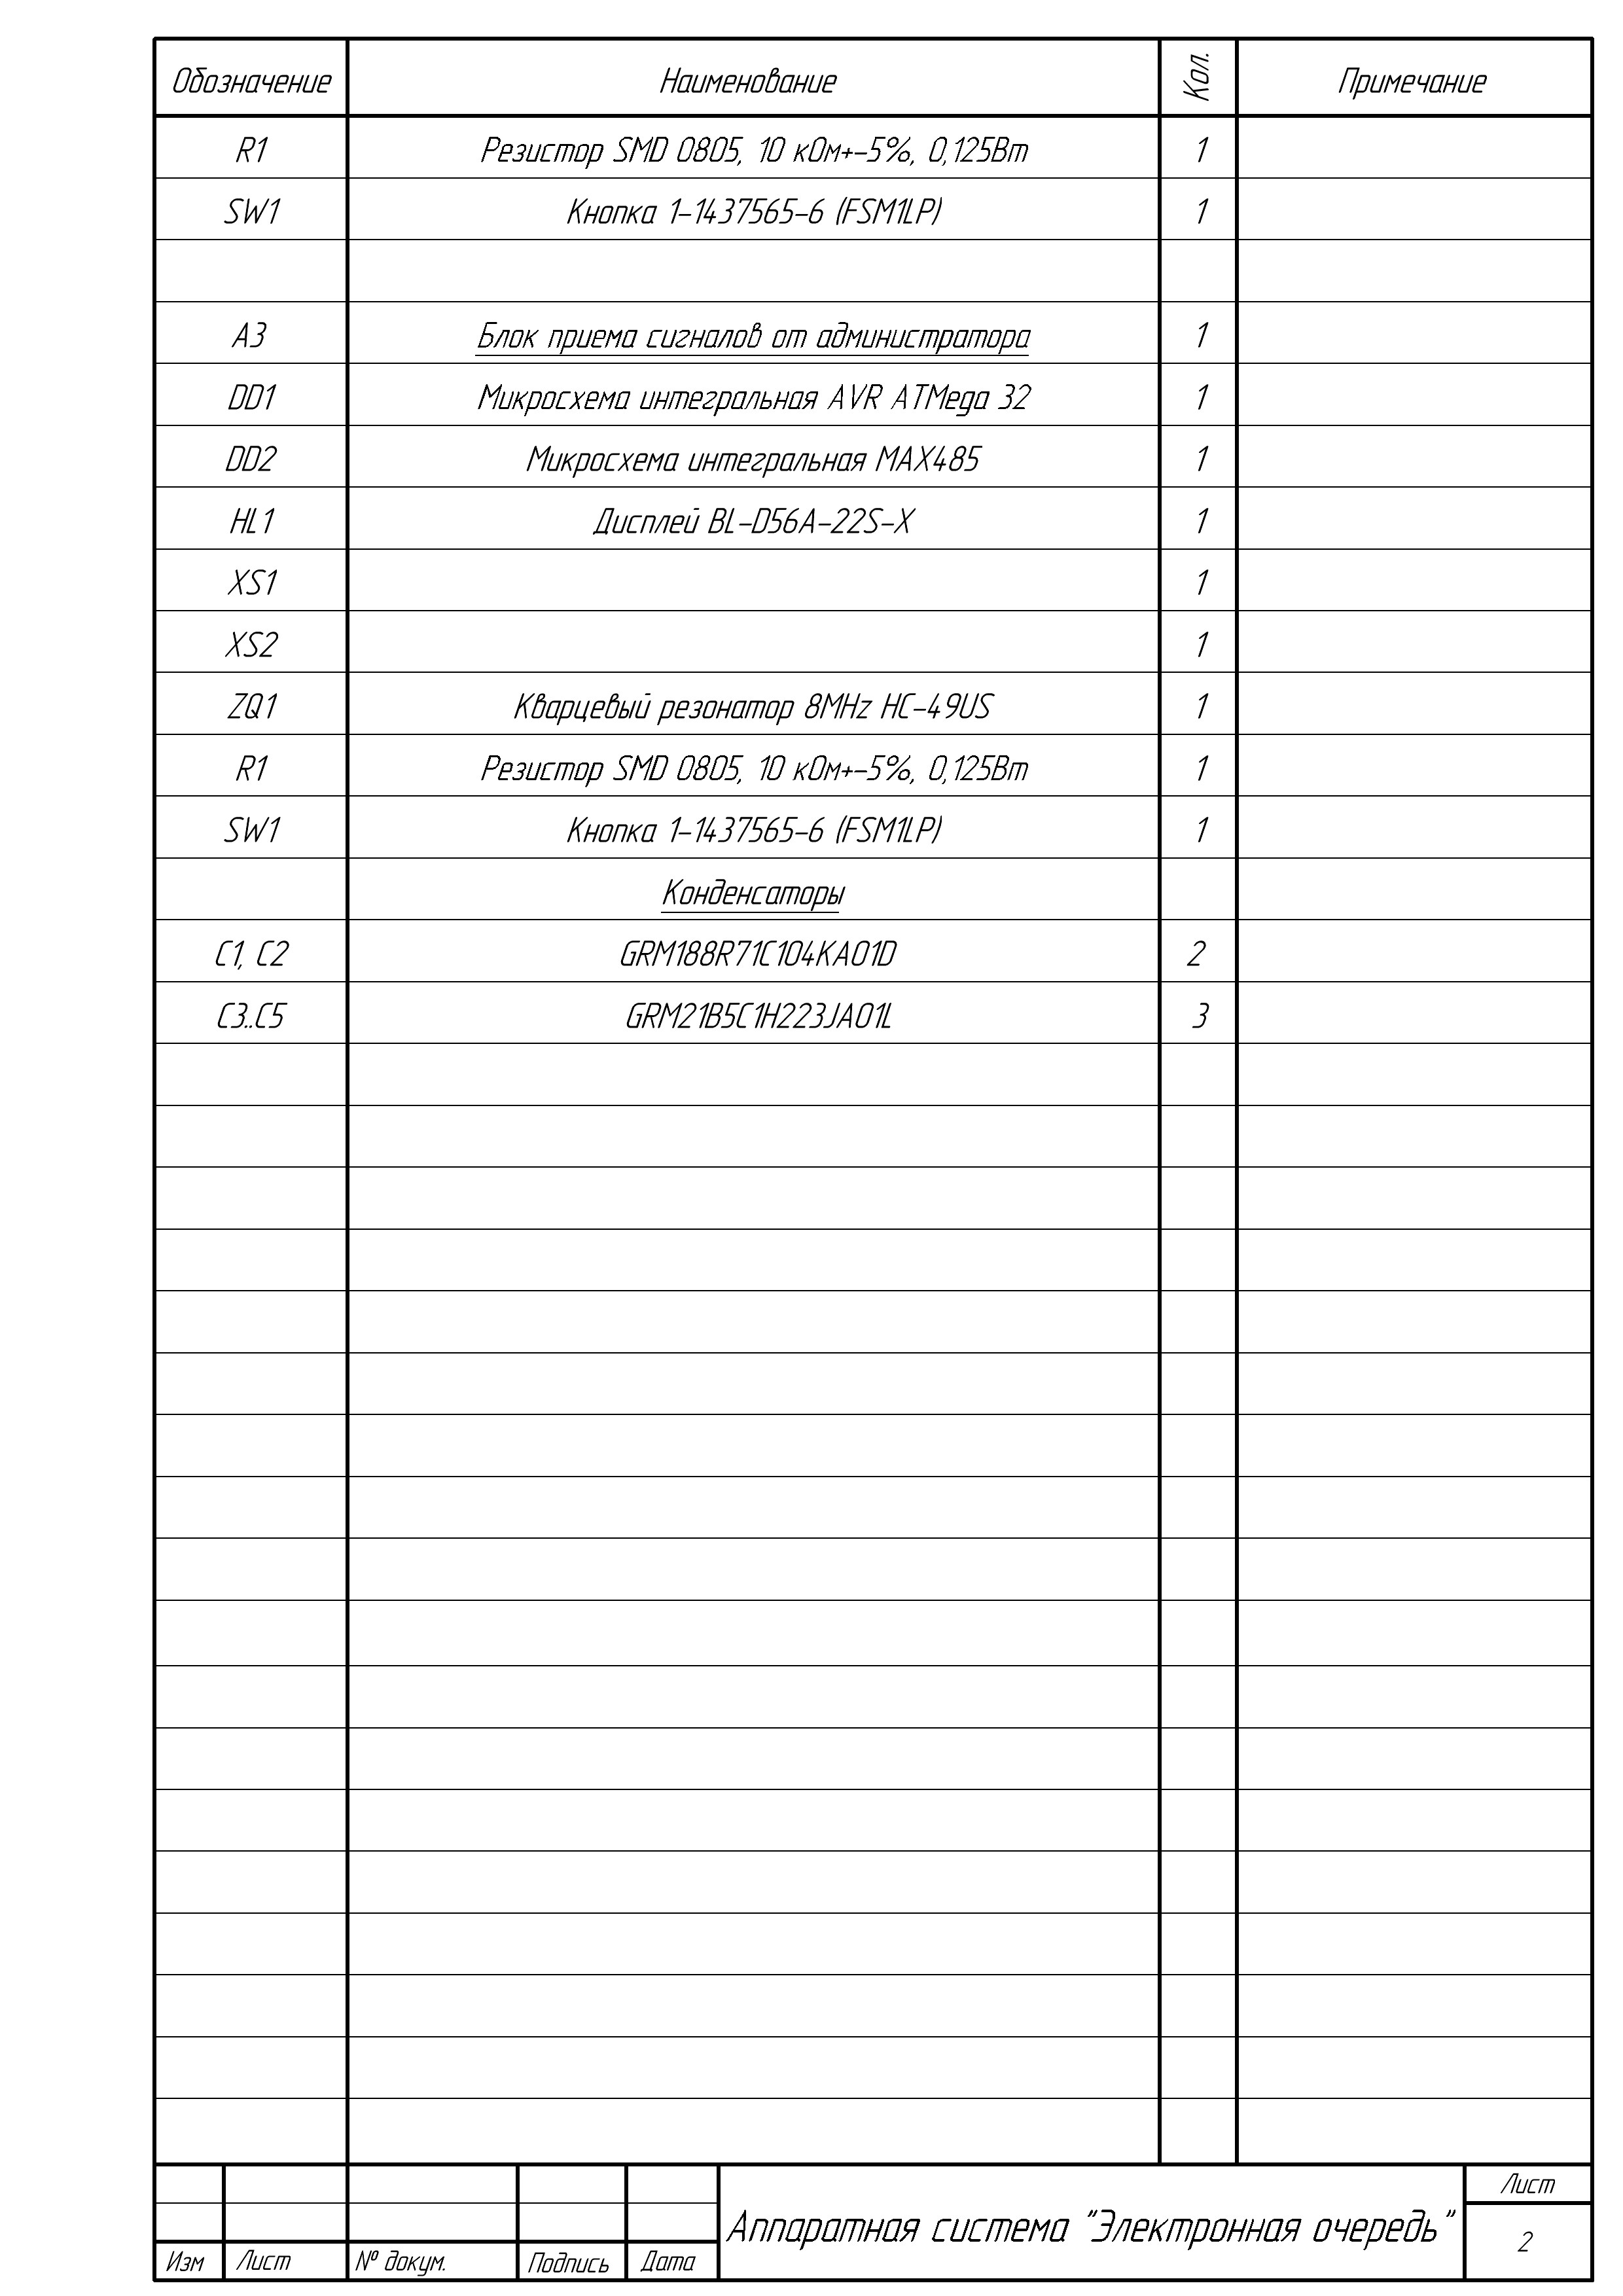 Обозначение Наименование Кол. Примечание
R1 Резистор SMD 0805, 10 кОм+-5%, 0,125Вт 1
SW1 Кнопка 1-1437565-6 (FSM1LP) 1
A3 Блок приема сигналов от администратора 1
DD1 Микросхема интегральная AVR ATMega 32 1
DD2 Микросхема интегральная MAX485 1
HL1 Дисплей BL-D56A-22S-X 1
XS1 1
XS2 1
ZQ1 Кварцевый резонатор 8MHz HC-49US 1
R1 Резистор SMD 0805, 10 кОм+-5%, 0,125Вт 1
SW1 Кнопка 1-1437565-6 (FSM1LP) 1
Конденсаторы
C1, C2 GRM188R71C104KA01D 2
C3..C5 GRM21B5C1H223JA01L 3
Аппаратная система "Электронная очередь"
Лист
2
Изм Лист № докум. Подпись Дата